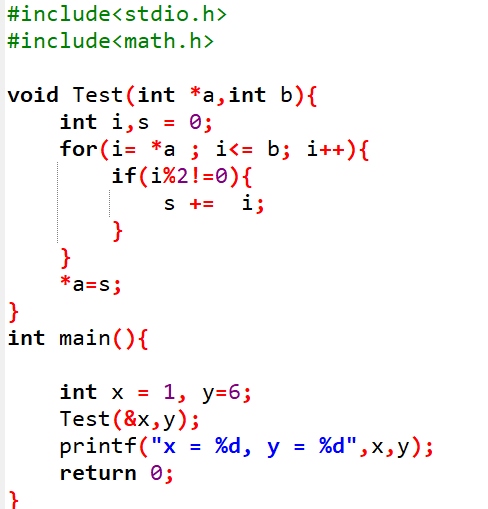 #include<stdio.h>
#include<math.h>

void Test(int *a,int b){
    int i,s = 0;
    for(i= *a ; i<= b; i++){
        if(i%2!=0){
            s +=  i;
        }
    }
    *a=s;
}
int main(){

    int x = 1, y=6;
    Test(&x,y);
    printf("x = %d, y = %d",x,y);
    return 0;
}